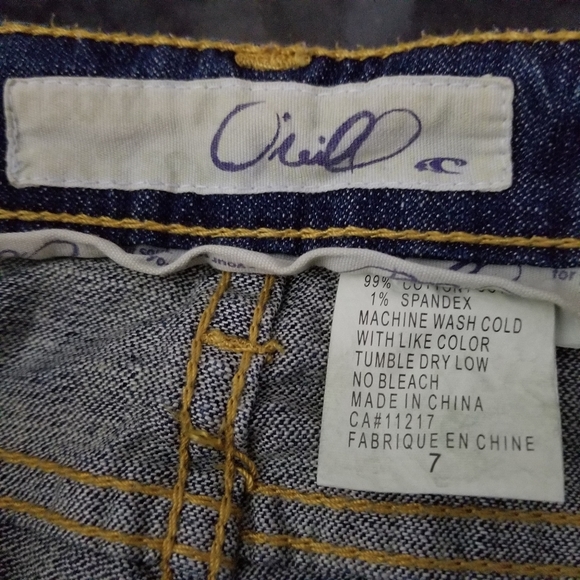 O'Neill
for
99% COTTON
1% SPANDEX
MACHINE WASH COLD
WITH LIKE COLOR
TUMBLE DRY LOW
NO BLEACH
MADE IN CHINA
CA#11217
FABRIQUE EN CHINE
7